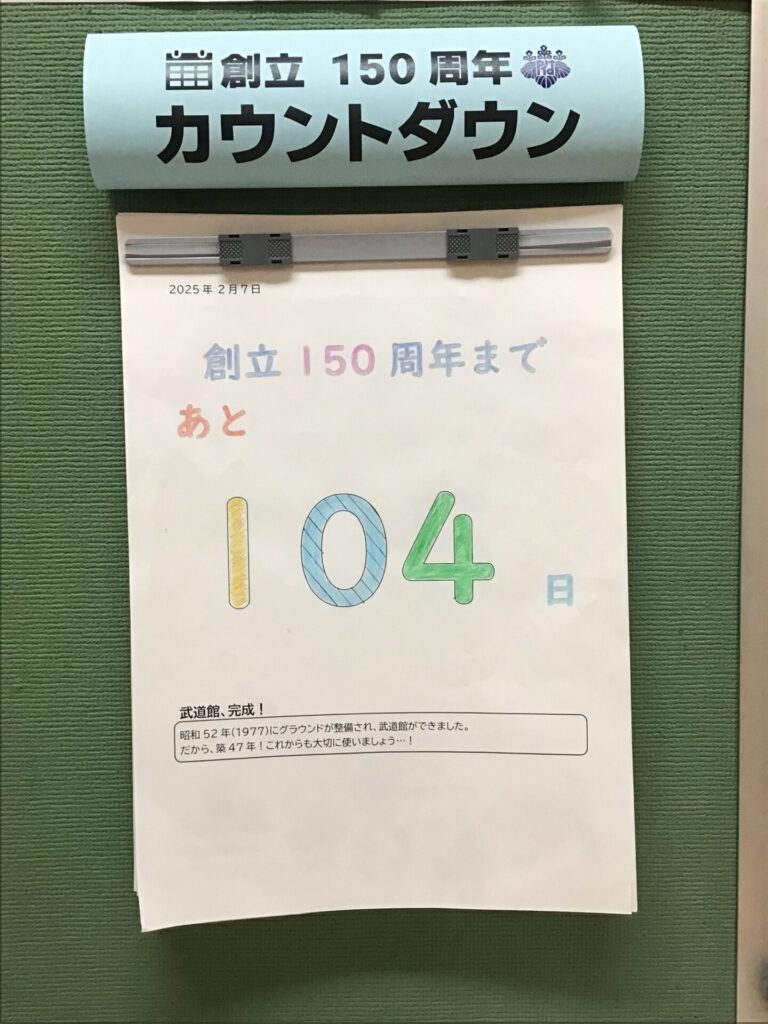 創立 150 周年
カウントダウン
2025年 2月7日
創立150周年まで
あと
104日
武道館、完成！
昭和52年(1977)にグラウンドが整備され、武道館ができました。
だから、築47年！これからも大切に使いましょう…！